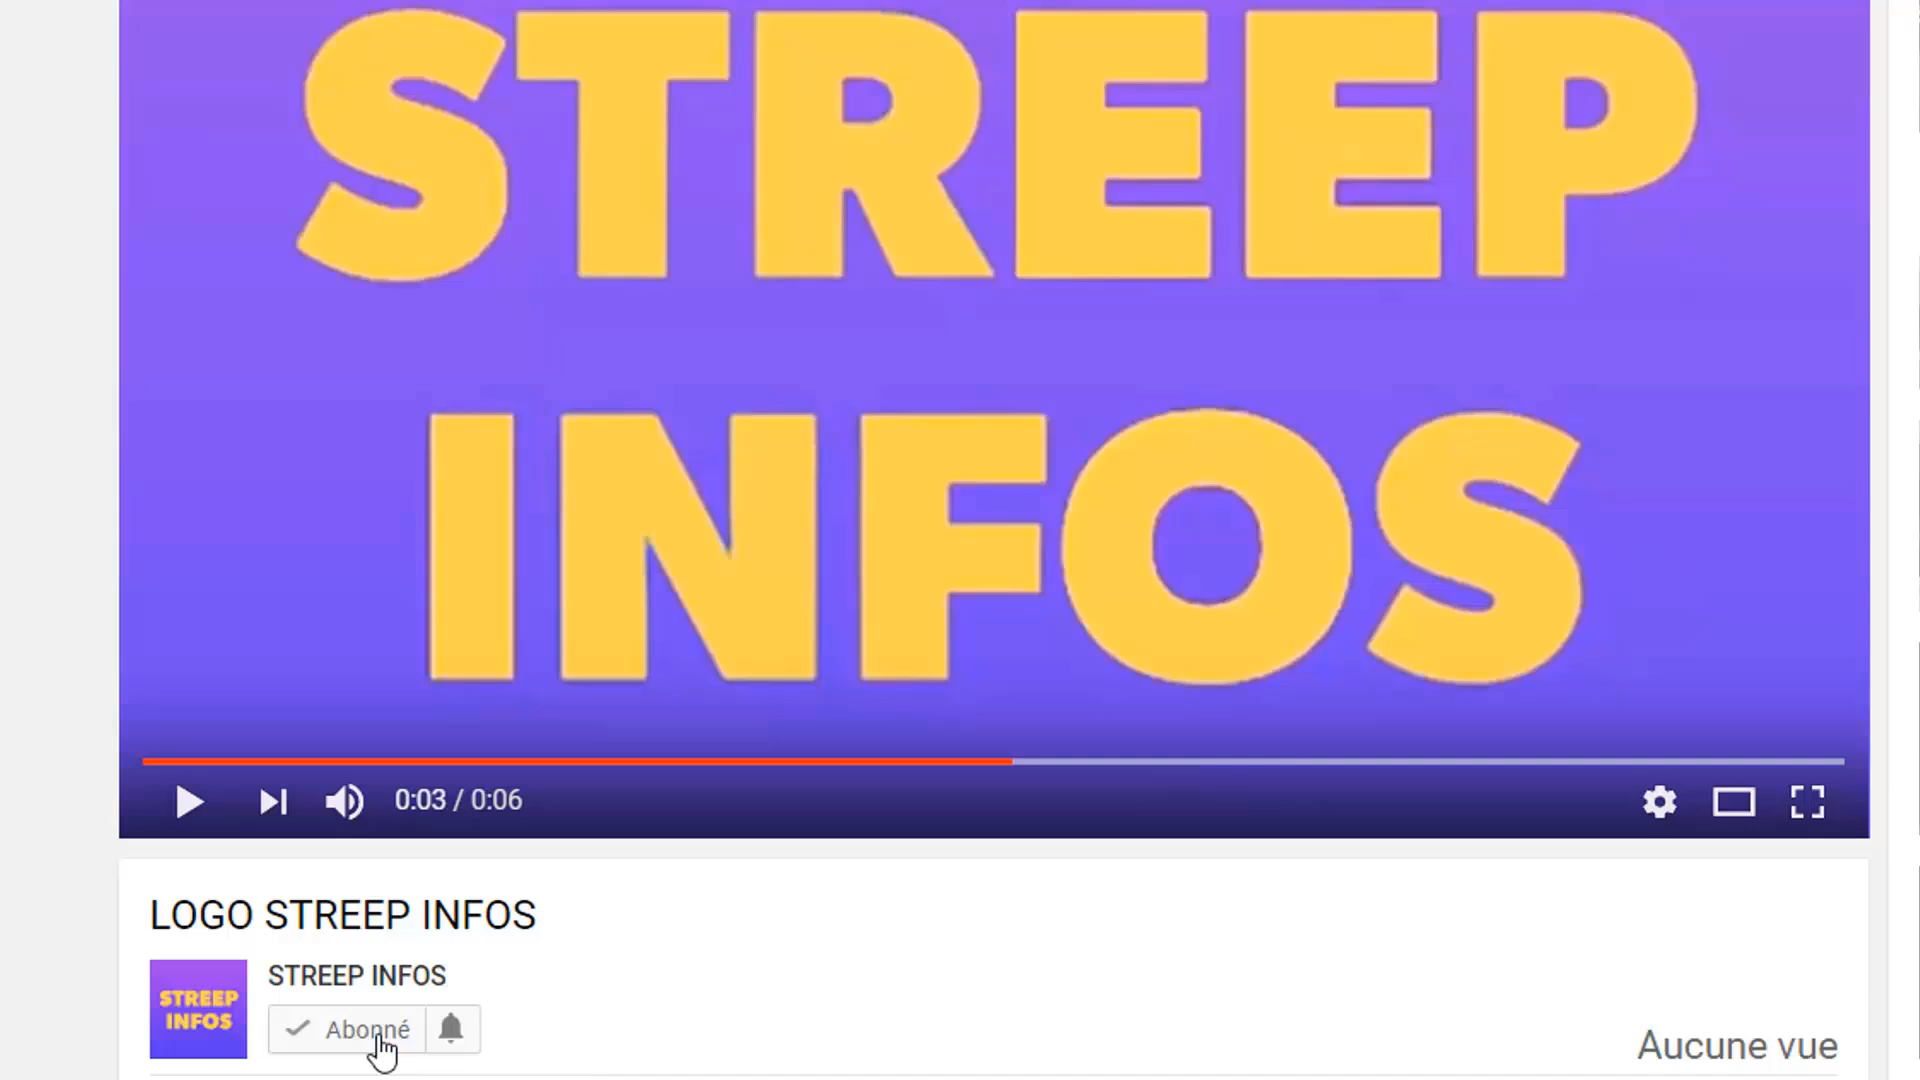 STREEP
INFOS
0:03 / 0:06
LOGO STREEP INFOS
STREEP INFOS
STREEP
INFOS
Abonné
Aucune vue